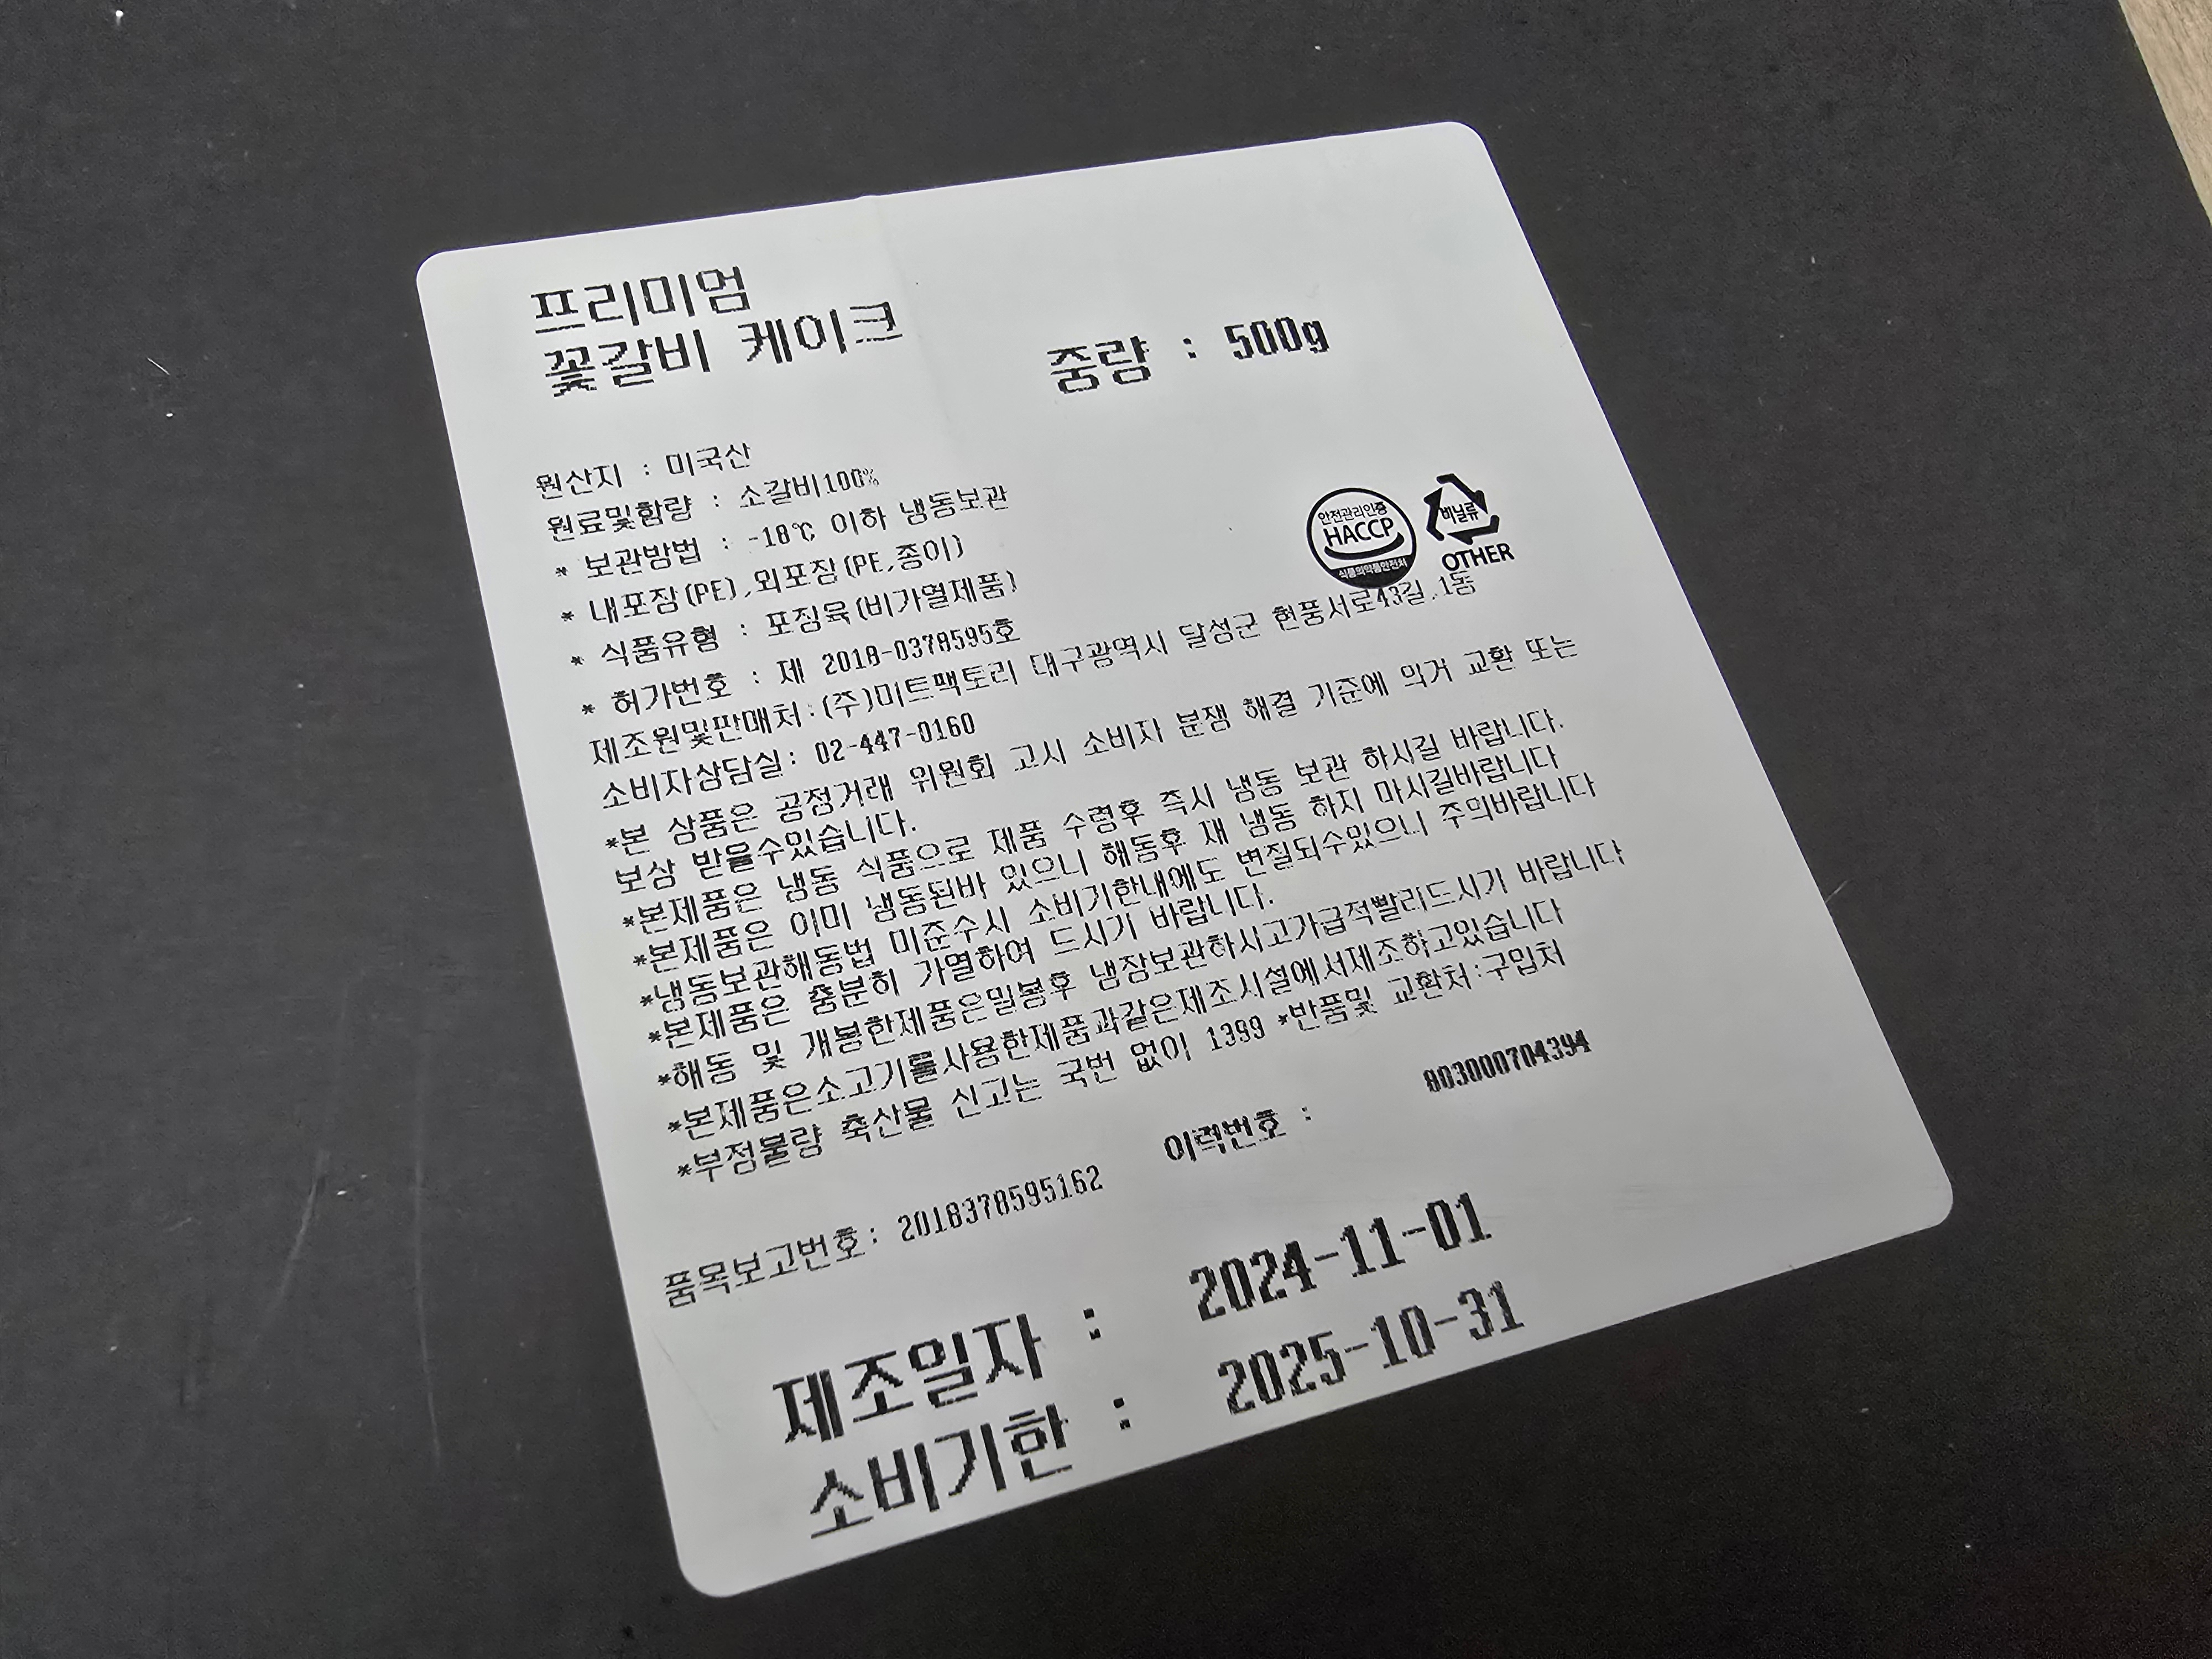 프리미엄
꽃갈비 케이크
중량 : 500g
원산지 : 미국산
원료및함량 : 소갈비100%
* 보관방법 : -18℃ 이하 냉동보관
* 내포장(PE),외포장(PE,종이)
* 식품유형 : 포장육(비가열제품)
* 허가번호 : 제 2018-0378595호
안전관리인증
HACCP
식품의약품안전처
비닐류
OTHER
제조원및판매처:(주)미트팩토리 대구광역시 달성군 현풍서로43길,1동
소비자상담실: 02-447-0160
*본 상품은 공정거래 위원회 고시 소비자 분쟁 해결 기준에 의거 교환 또는
보상 받을수있습니다.
*본제품은 냉동 식품으로 제품 수령후 즉시 냉동 보관 하시길 바랍니다.
*본제품은 이미 냉동된바 있으니 해동후 재 냉동 하지 마시길바랍니다
*냉동보관해동법 미준수시 소비기한내에도 변질되수있으니 주의바랍니다
*본제품은 충분히 가열하여 드시기 바랍니다.
*해동 및 개봉한제품은밀봉후 냉장보관하시고가급적빨리드시기 바랍니다
*본제품은소고기를사용한제품과같은제조시설에서제조하고있습니다
*부정불량 축산물 신고는 국번 없이 1399 *반품및 교환처:구입처
이력번호 : 803000704394
품목보고번호: 2018378595162
제조일자 : 2024-11-01
소비기한 : 2025-10-31